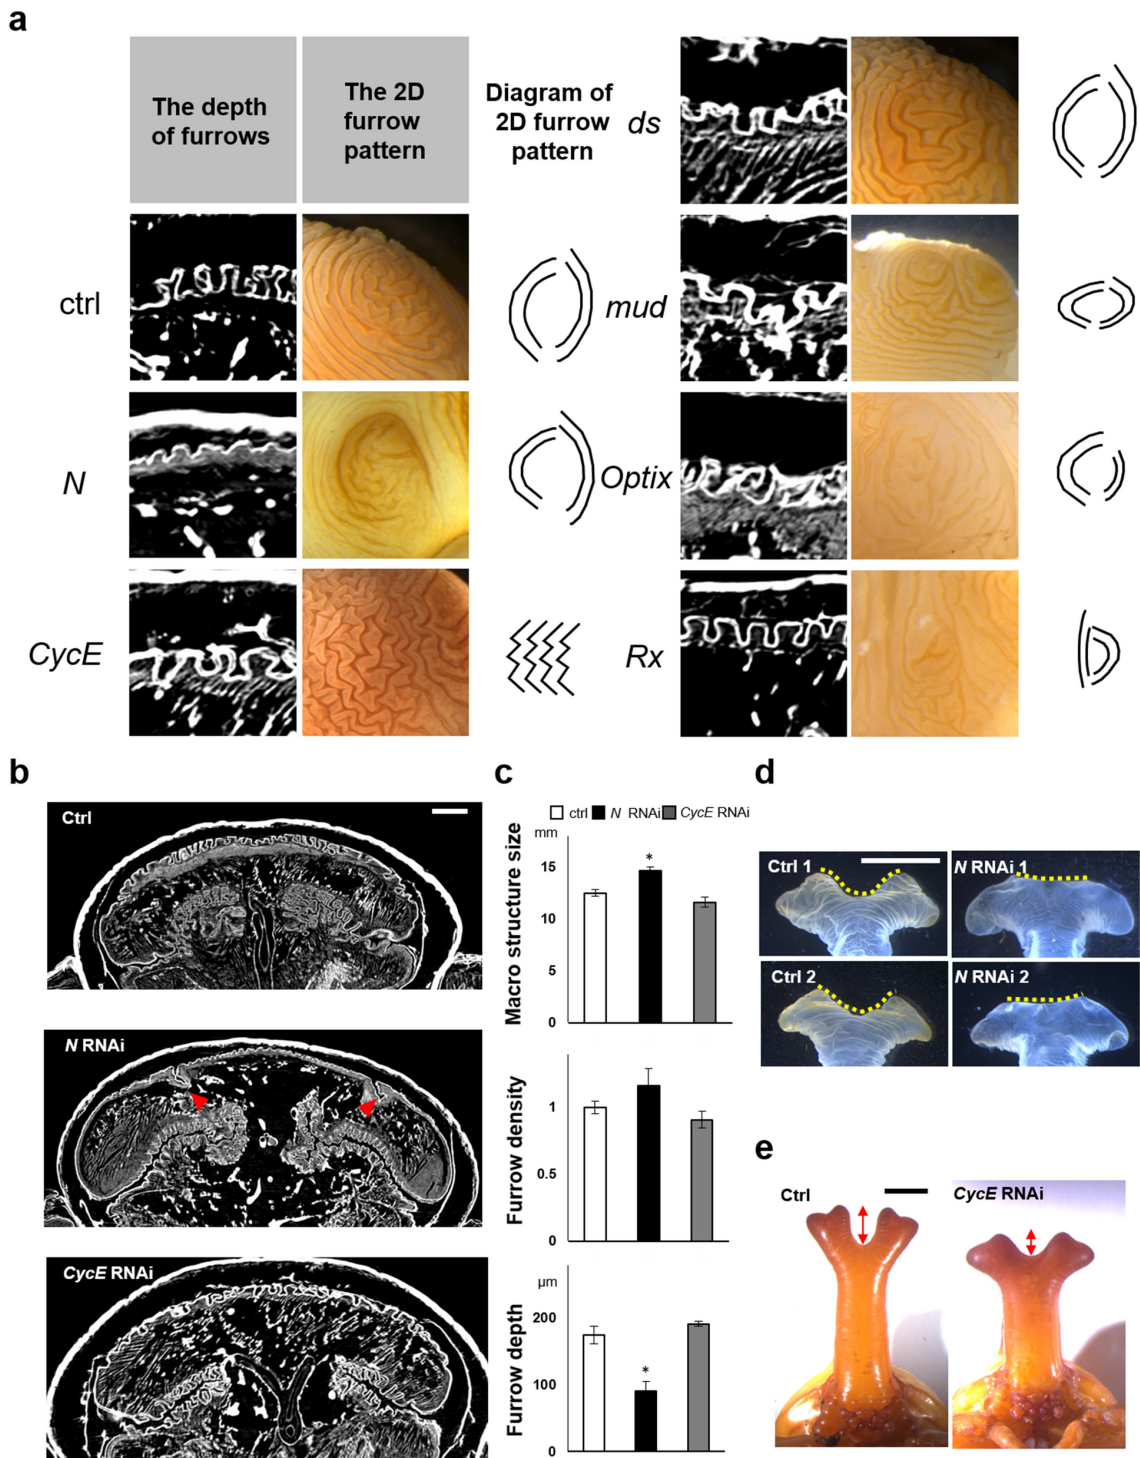 a
The depth
of furrows
The 2D
furrow
pattern
Diagram of
2D furrow
pattern
ctrl
N
CycE
ds
mud
Optix
Rx
b
Ctrl
N RNAi
CycE RNAi
c
ctrl N RNAi CycE RNAi
mm
Macro structure size
15
10
5
0
*
Furrow density
1
0.5
0
µm
Furrow depth
200
100
0
*
d
Ctrl 1
N RNAi 1
Ctrl 2
N RNAi 2
e
Ctrl
CycE RNAi